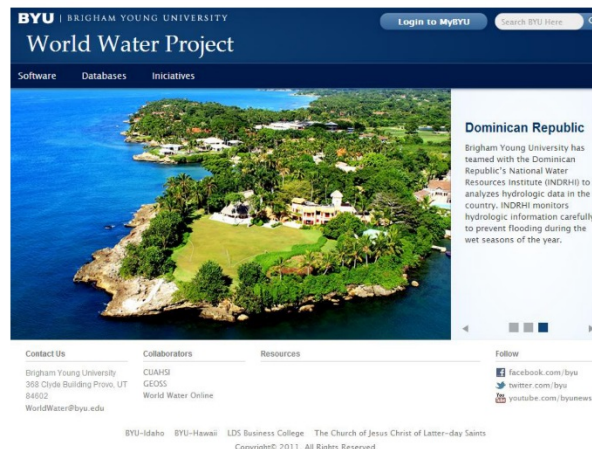 BYU | BRIGHAM YOUNG UNIVERSITY
Login to MyBYU
Search BYU Here
World Water Project
Software Databases Iniciatives
Dominican Republic
Brigham Young University has
teamed with the Dominican
Republic's National Water
Resources Institute (INDRHI) to
analyzes hydrologic data in the
country. INDRHI monitors
hydrologic information carefully
to prevent flooding during the
wet seasons of the year.
Contact Us
Brigham Young University
368 Clyde Building Provo, UT
84602
WorldWater@byu.edu
Collaborators
CUAHSI
GEOSS
World Water Online
Resources
Follow
facebook.com/byu
twitter.com/byu
youtube.com/byunews
BYU-Idaho BYU-Hawaii LDS Business College The Church of Jesus Christ of Latter-day Saints
Copyright© 2011, All Rights Reserved